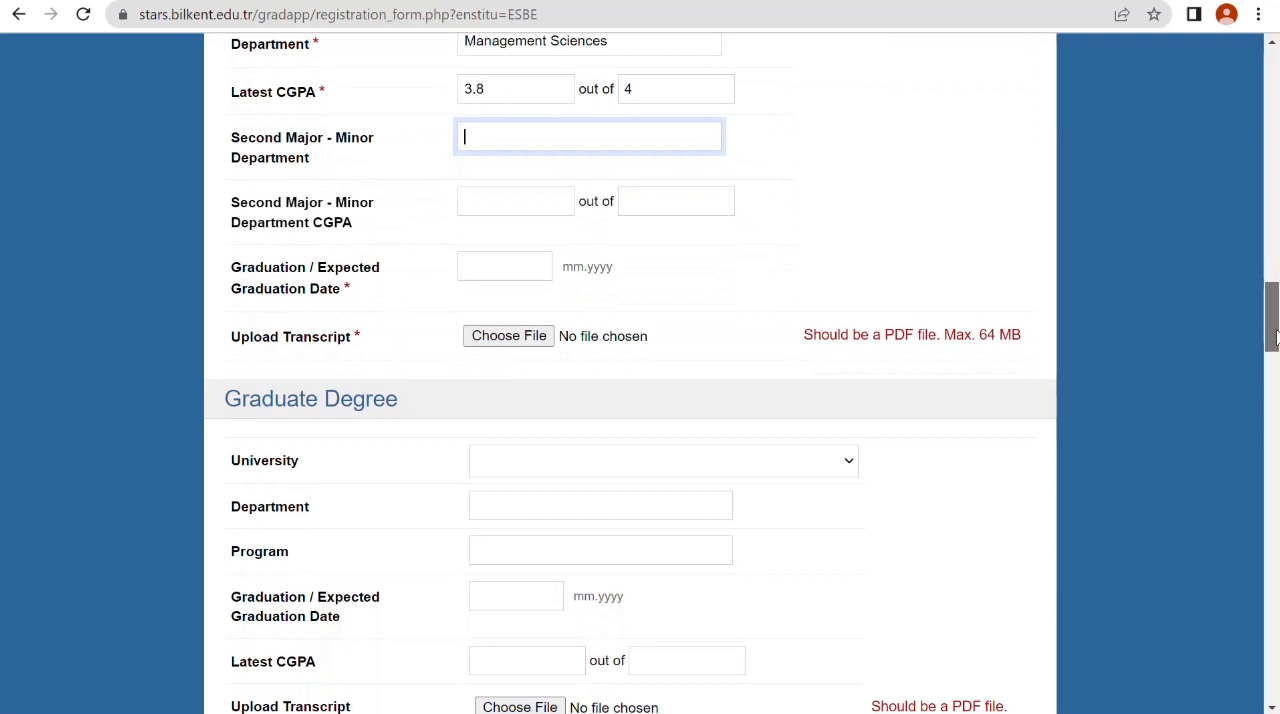 stars.bilkent.edu.tr/gradapp/registration_form.php?enstitu=ESBE
Department * Management Sciences
Latest CGPA * 3.8 out of 4
Second Major - Minor
Department
Second Major - Minor
Department CGPA
out of
Graduation / Expected
Graduation Date *
mm.yyyy
Upload Transcript * Choose File No file chosen Should be a PDF file. Max. 64 MB
Graduate Degree
University
Department
Program
Graduation / Expected
Graduation Date
mm.yyyy
Latest CGPA out of
Upload Transcript Choose File No file chosen Should be a PDF file.